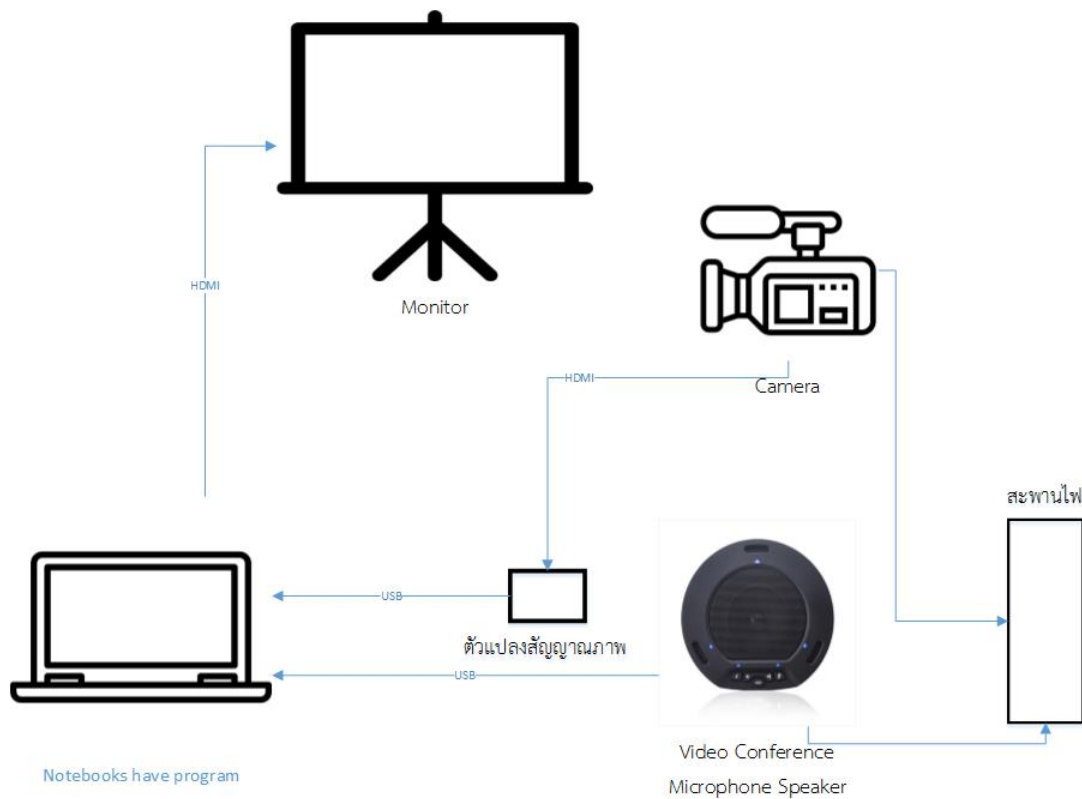 HDMI
Monitor
HDMI
Camera
สะพานไฟ
USB
ตัวแปลงสัญญาณภาพ
USB
Video Conference
Microphone Speaker
Notebooks have program